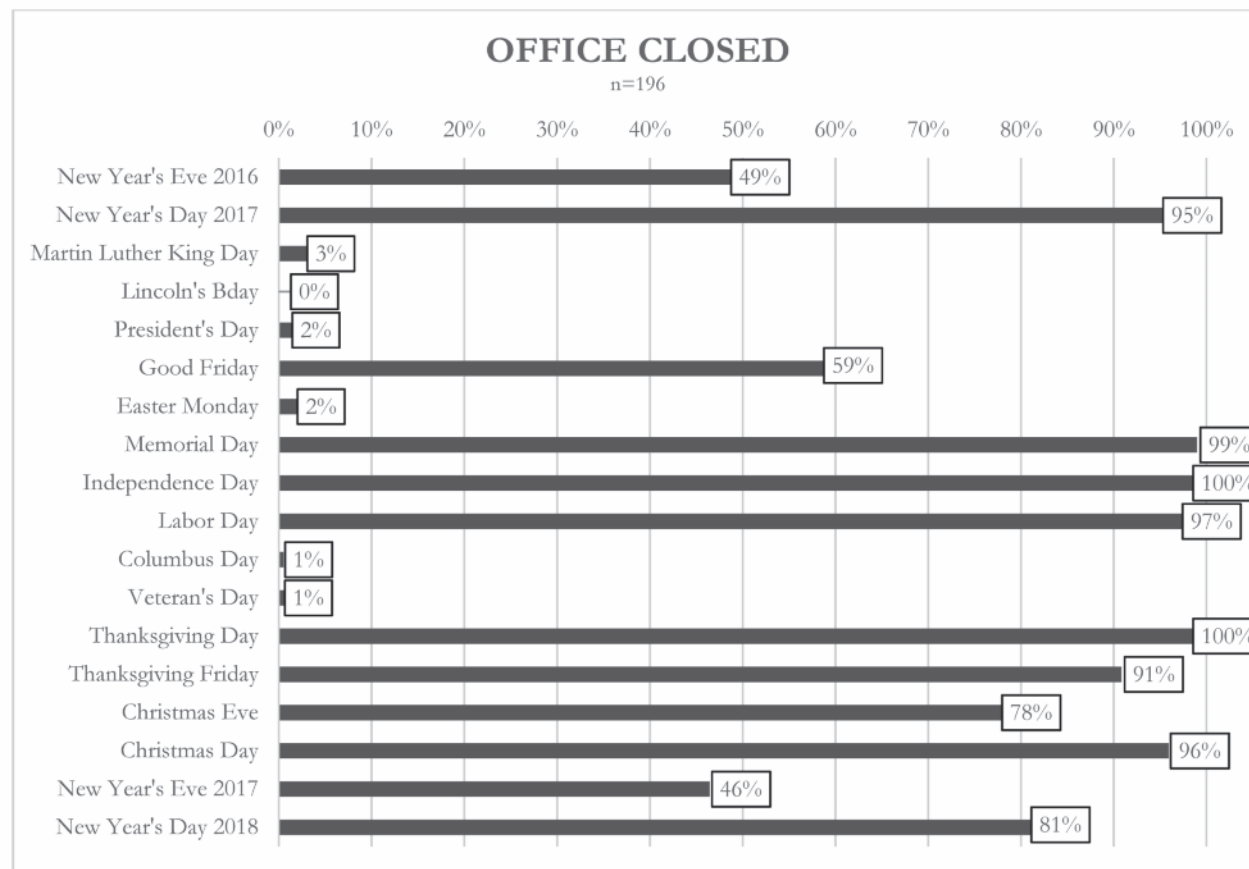 OFFICE CLOSED
n=196
0% 10% 20% 30% 40% 50% 60% 70% 80% 90% 100%
New Year's Eve 2016 49%
New Year's Day 2017 95%
Martin Luther King Day 3%
Lincoln's Bday 0%
President's Day 2%
Good Friday 59%
Easter Monday 2%
Memorial Day 99%
Independence Day 100%
Labor Day 97%
Columbus Day 1%
Veteran's Day 1%
Thanksgiving Day 100%
Thanksgiving Friday 91%
Christmas Eve 78%
Christmas Day 96%
New Year's Eve 2017 46%
New Year's Day 2018 81%